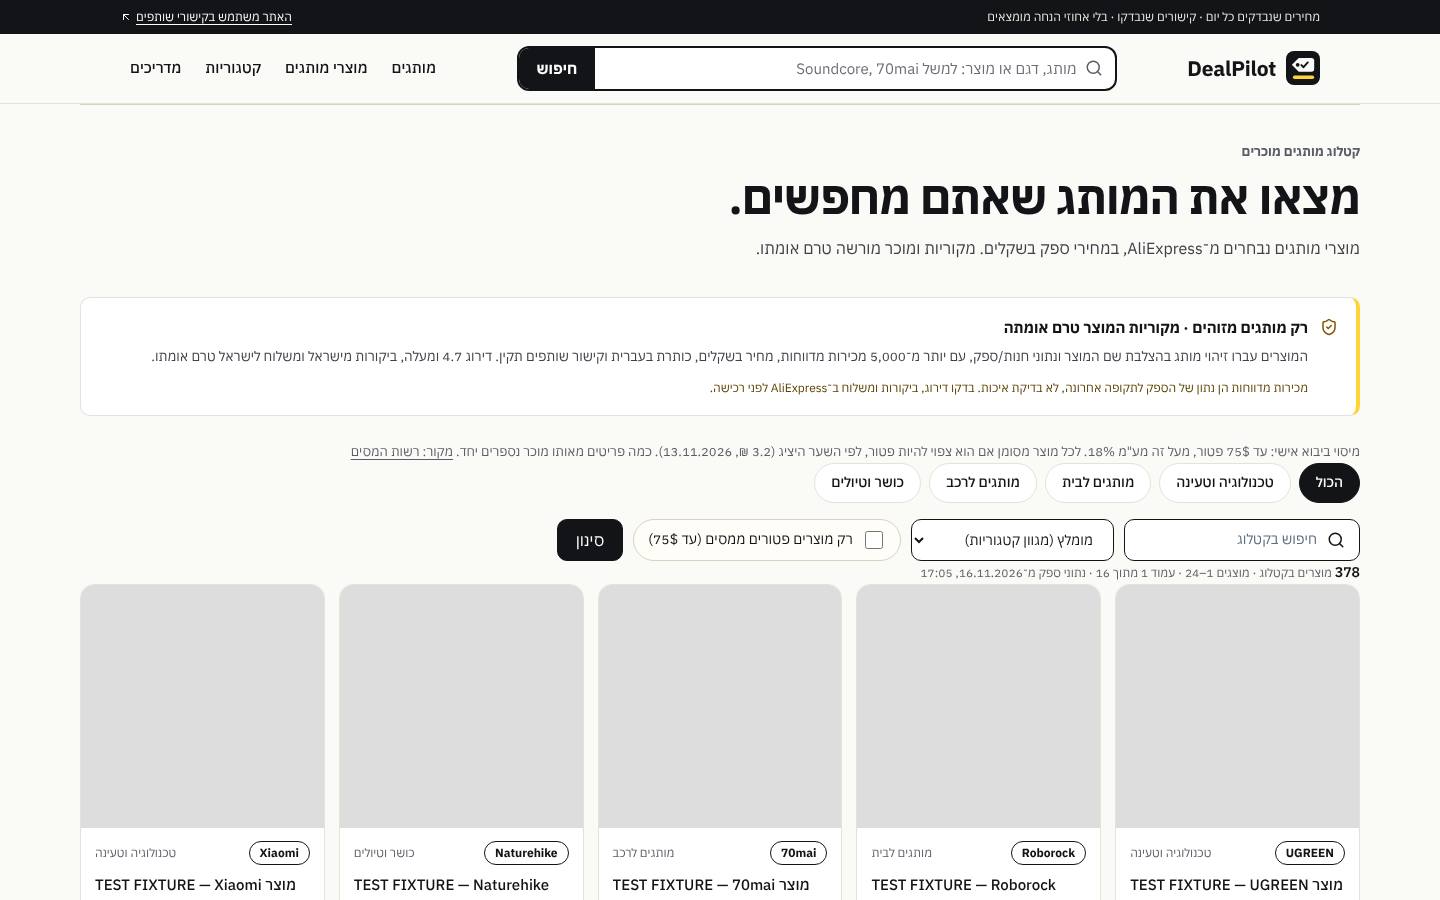 מחירים שנבדקים כל יום · קישורים שנבדקו · בלי אחוזי הנחה מומצאים
האתר משתמש בקישורי שותפים
DealPilot
מותג, דגם או מוצר: למשל Soundcore, 70mai
חיפוש
מותגים
מוצרי מותגים
קטגוריות
מדריכים
קטלוג מותגים מוכרים
מצאו את המותג שאתם מחפשים.
מוצרי מותגים נבחרים מ־AliExpress, במחירי ספק בשקלים. מקוריות ומוכר מורשה טרם אומתו.
רק מותגים מזוהים · מקוריות המוצר טרם אומתה
המוצרים עברו זיהוי מותג בהצלבת שם המוצר ונתוני חנות/ספק, עם יותר מ־5,000 מכירות מדווחות, מחיר בשקלים, כותרת בעברית וקישור שותפים תקין. דירוג 4.7 ומעלה, ביקורות מישראל ומשלוח לישראל טרם אומתו.
מכירות מדווחות הן נתון של הספק לתקופה אחרונה, לא בדיקת איכות. בדקו דירוג, ביקורות ומשלוח ב־AliExpress לפני רכישה.
מיסוי ביבוא אישי: עד 75$ פטור, מעל זה מע"מ 18%. לכל מוצר מסומן אם הוא צפוי להיות פטור, לפי השער היציג (3.2 ₪, 13.11.2026). כמה פריטים מאותו מוכר נספרים יחד. מקור: רשות המסים
הכול
טכנולוגיה וטעינה
מותגים לבית
מותגים לרכב
כושר וטיולים
חיפוש בקטלוג
מומלץ (מגוון קטגוריות)
רק מוצרים פטורים ממסים (עד 75$)
סינון
378 מוצרים בקטלוג · מוצגים 1–24 · עמוד 1 מתוך 16 · נתוני ספק מ־16.11.2026, 17:05
UGREEN
טכנולוגיה וטעינה
Roborock
מותגים לבית
70mai
מותגים לרכב
Naturehike
כושר וטיולים
Xiaomi
טכנולוגיה וטעינה
TEST FIXTURE — UGREEN מוצר
TEST FIXTURE — Roborock
TEST FIXTURE — 70mai מוצר
TEST FIXTURE — Naturehike
TEST FIXTURE — Xiaomi מוצר